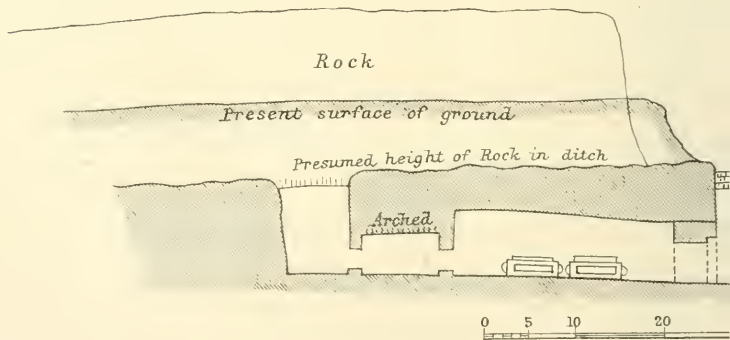 Rock
Present surface of ground
Presumed height of Rock in ditch
Arched
0 5 10 20